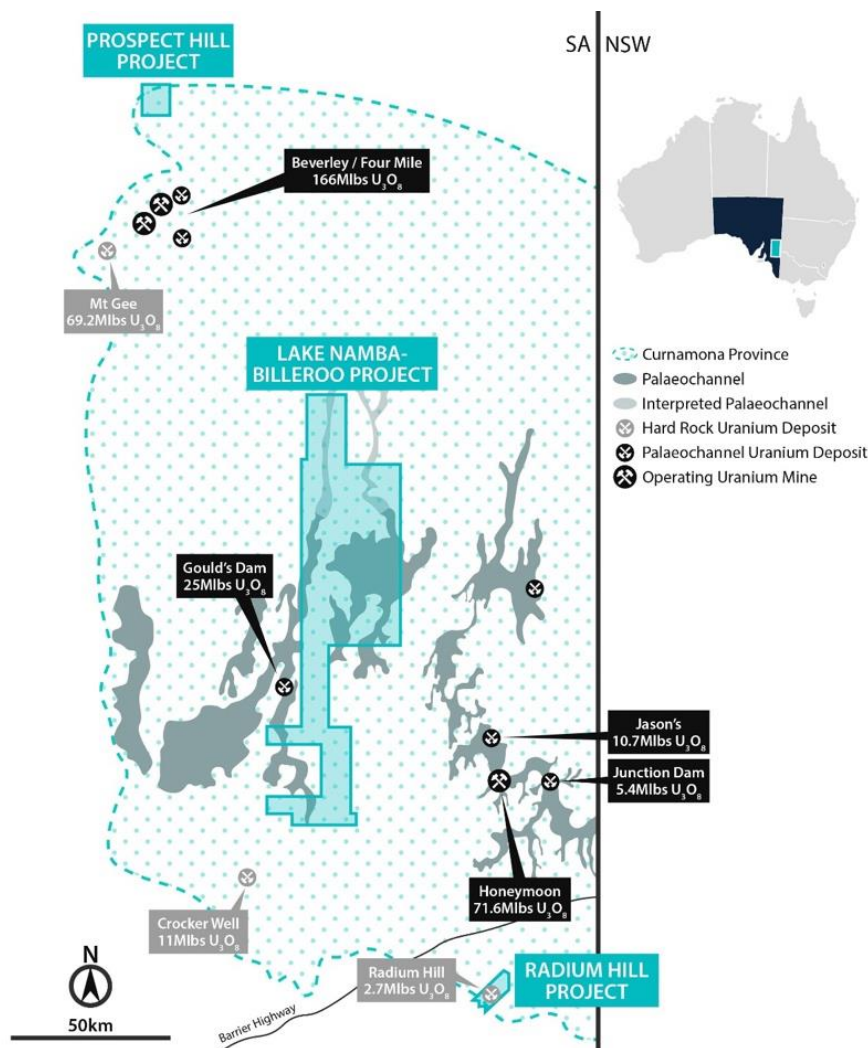 PROSPECT HILL
PROJECT
SA NSW
Beverley / Four Mile
166Mlbs U₃O₈
Mt Gee
69.2Mlbs U₃O₈
LAKE NAMBA-
BILLEROO PROJECT
Curnamona Province
Palaeochannel
Interpreted Palaeochannel
Hard Rock Uranium Deposit
Palaeochannel Uranium Deposit
Operating Uranium Mine
Gould's Dam
25Mlbs U₃O₈
Jason's
10.7Mlbs U₃O₈
Junction Dam
5.4Mlbs U₃O₈
Honeymoon
71.6Mlbs U₃O₈
Crocker Well
11Mlbs U₃O₈
Radium Hill
2.7Mlbs U₃O₈
RADIUM HILL
PROJECT
N
50km
Barrier Highway